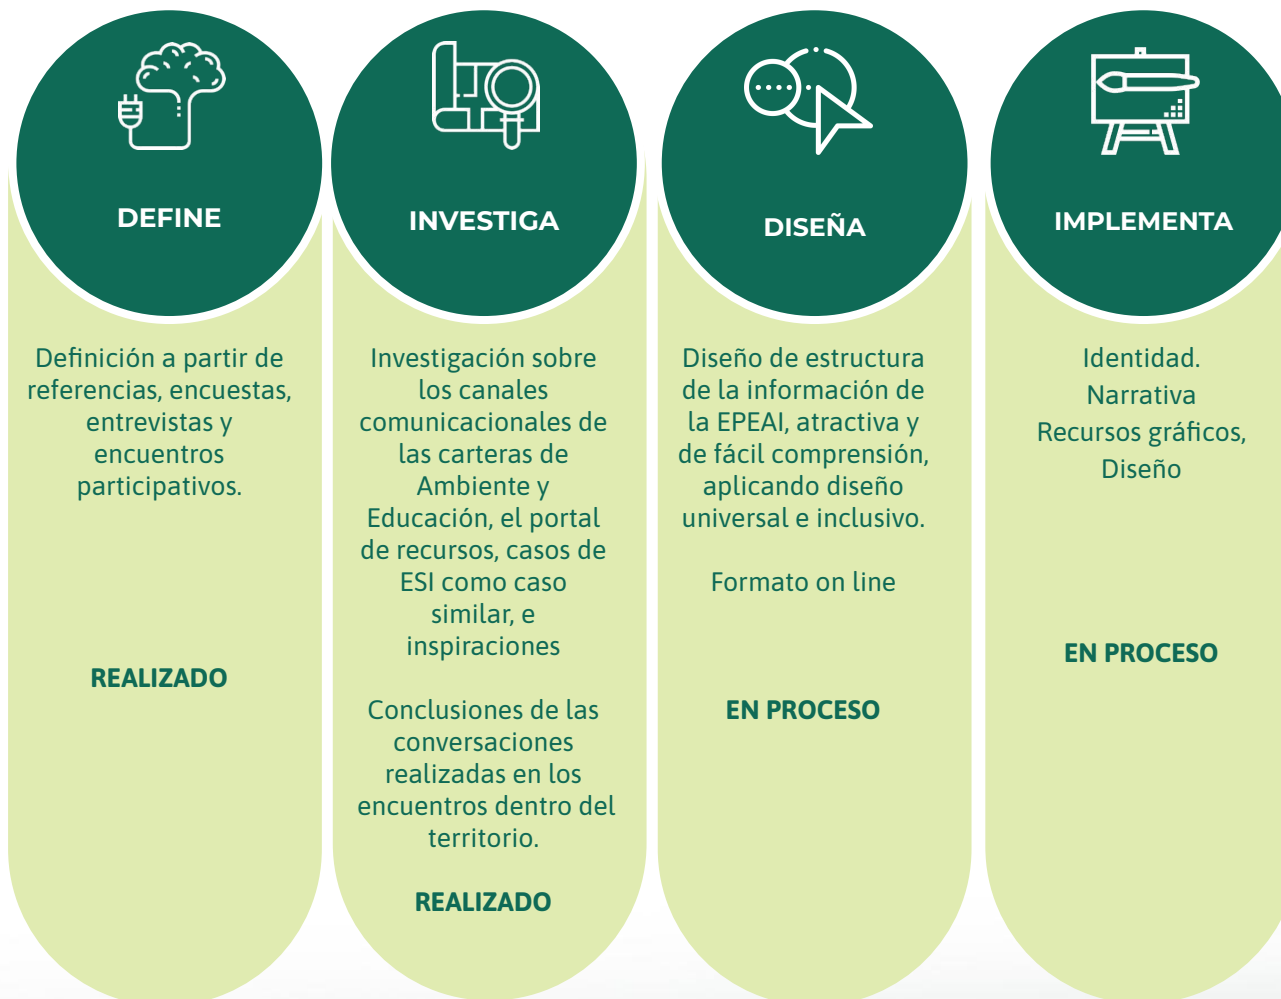 DEFINE
Definición a partir de
referencias, encuestas,
entrevistas y
encuentros
participativos.
REALIZADO
INVESTIGA
Investigación sobre
los canales
comunicacionales de
las carteras de
Ambiente y
Educación, el portal
de recursos, casos de
ESI como caso
similar, e
inspiraciones
Conclusiones de las
conversaciones
realizadas en los
encuentros dentro del
territorio.
REALIZADO
DISEÑA
Diseño de estructura
de la información de
la EPEAI, atractiva y
de fácil comprensión,
aplicando diseño
universal e inclusivo.
Formato on line
EN PROCESO
IMPLEMENTA
Identidad.
Narrativa
Recursos gráficos,
Diseño
EN PROCESO